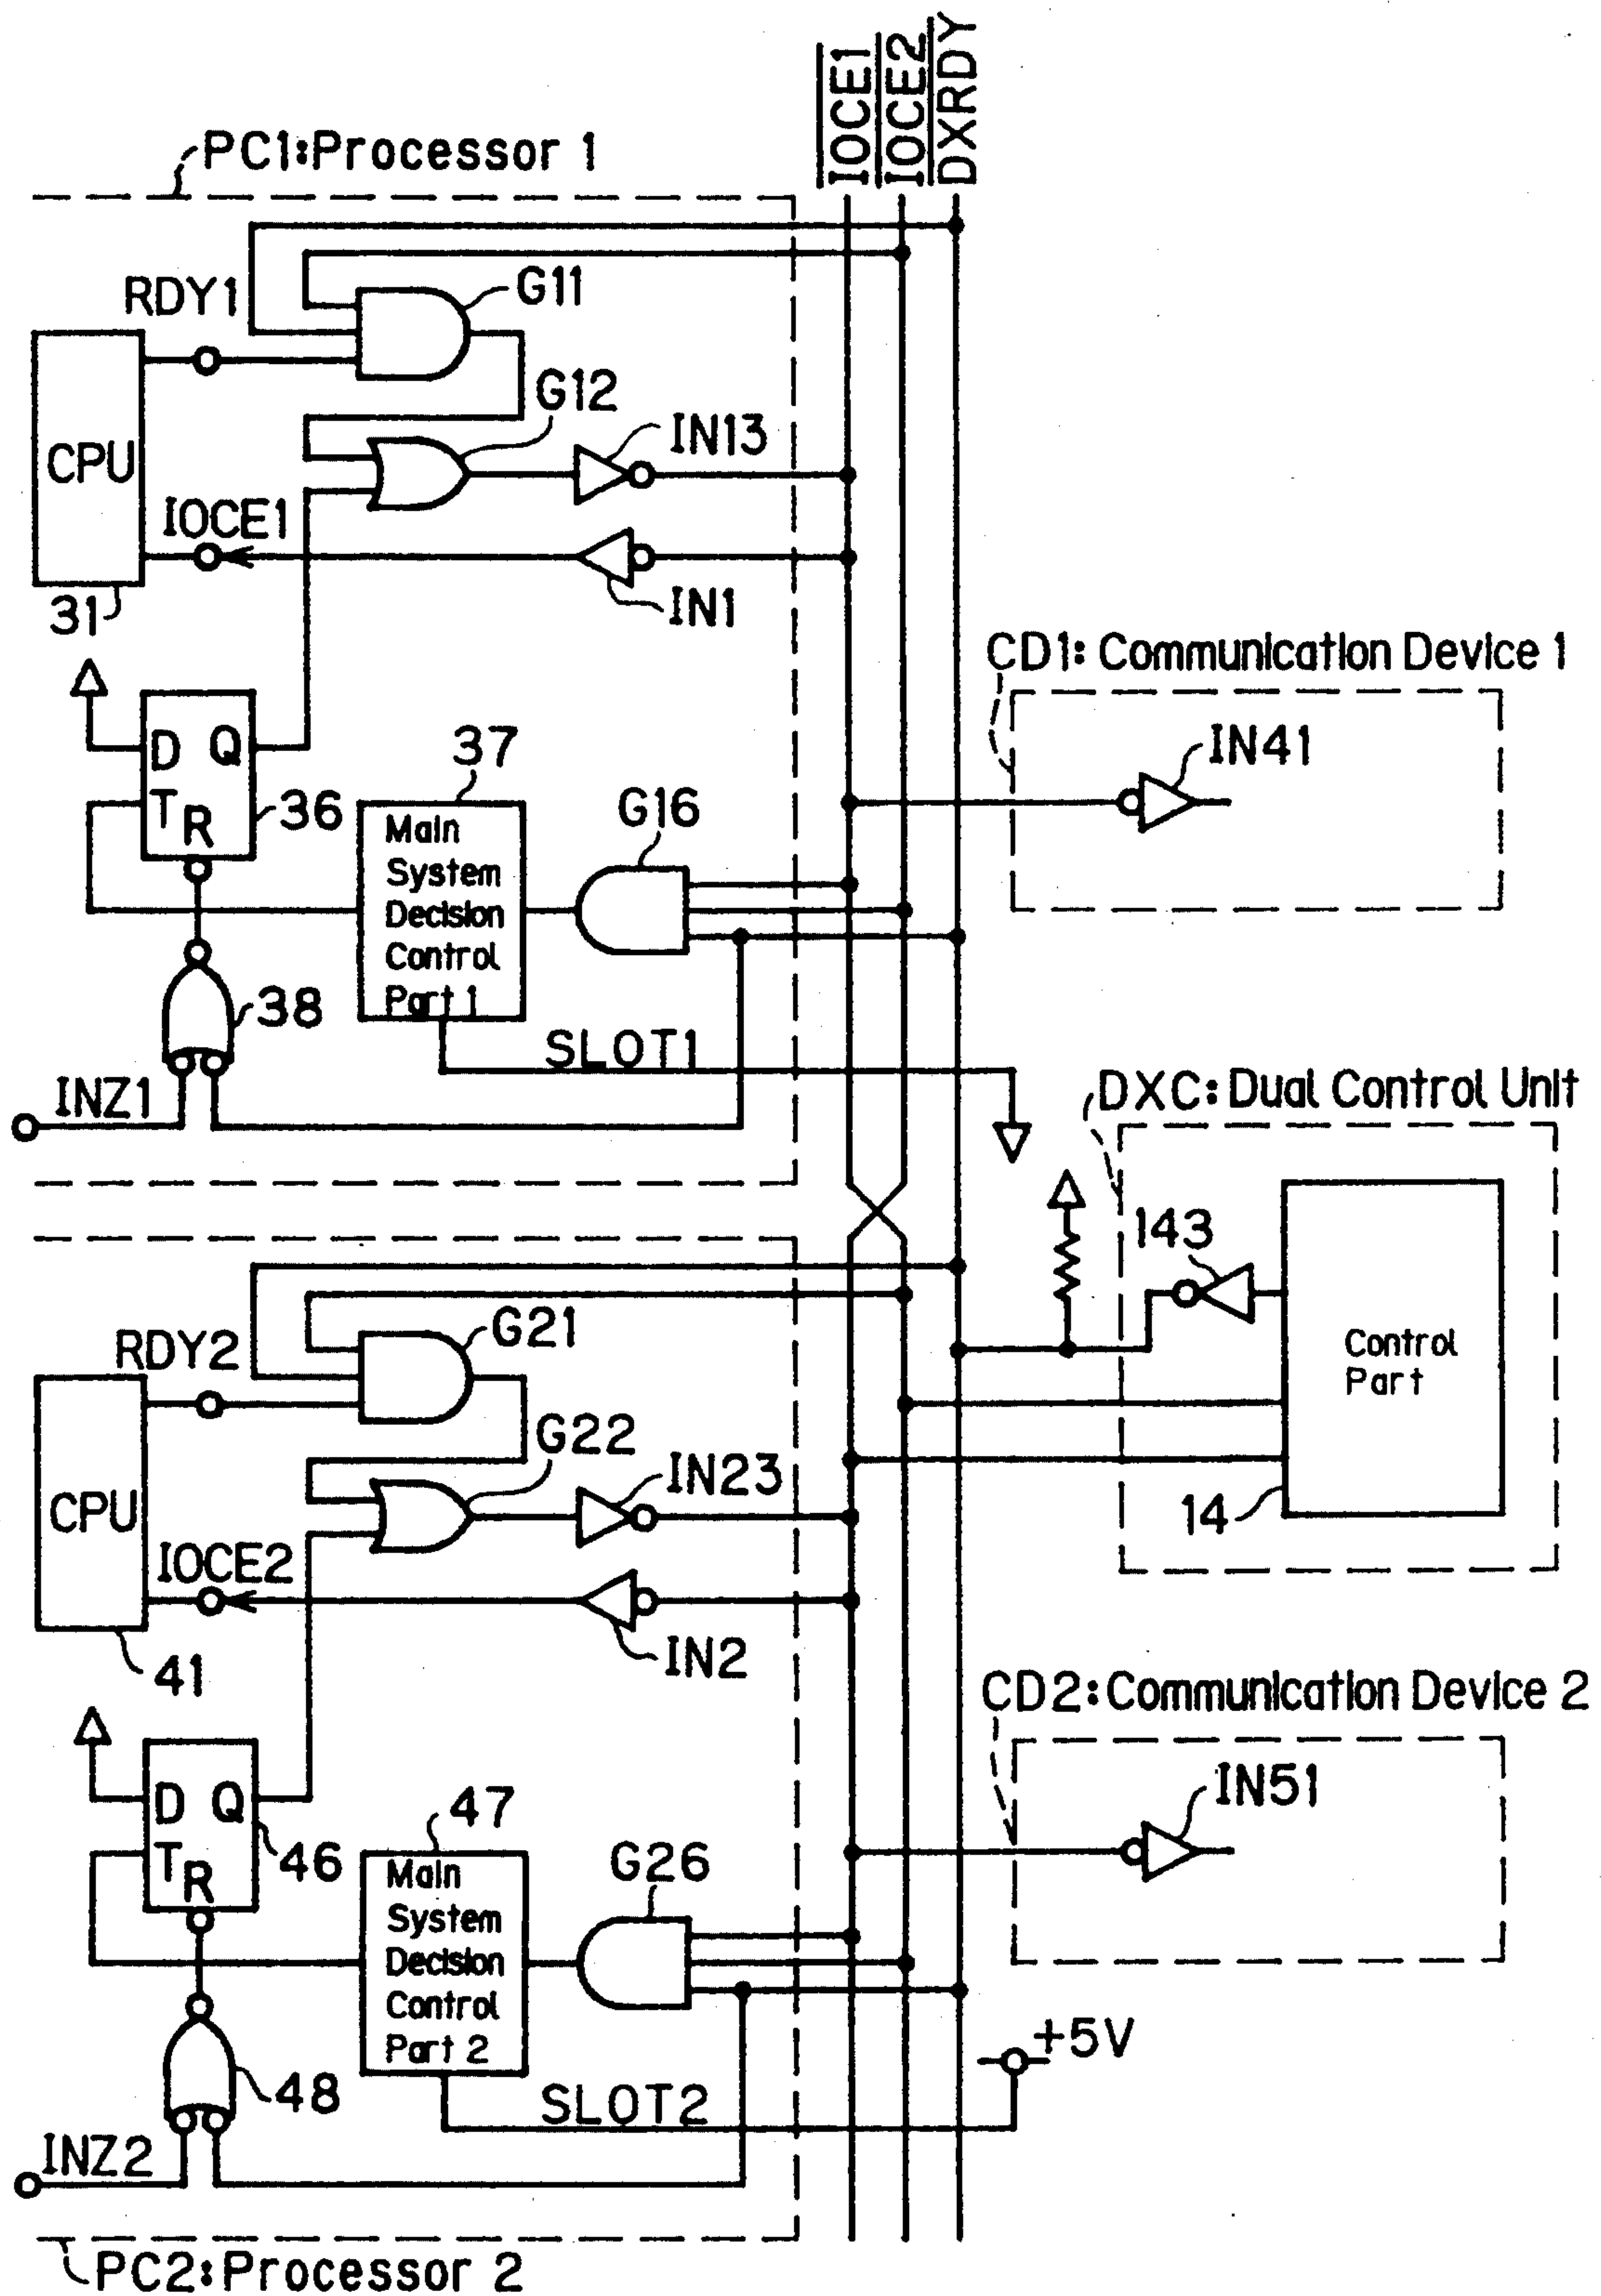 IOCE1
IOCE2
DXRDY
PC1:Processor 1
RDY1
G11
G12
IN13
CPU
IOCE1
IN1
31
CD1: Communication Device 1
D Q
T
R
36
37
G16
IN41
Main
System
Decision
Control
Part 1
38
SLOT1
INZ1
DXC: Dual Control Unit
143
Control
Part
14
RDY2
G21
G22
IN23
CPU
IOCE2
IN2
41
CD2:Communication Device 2
D Q
T
R
46
47
G26
IN51
Main
System
Decision
Control
Part 2
48
+5V
SLOT2
INZ2
PC2:Processor 2